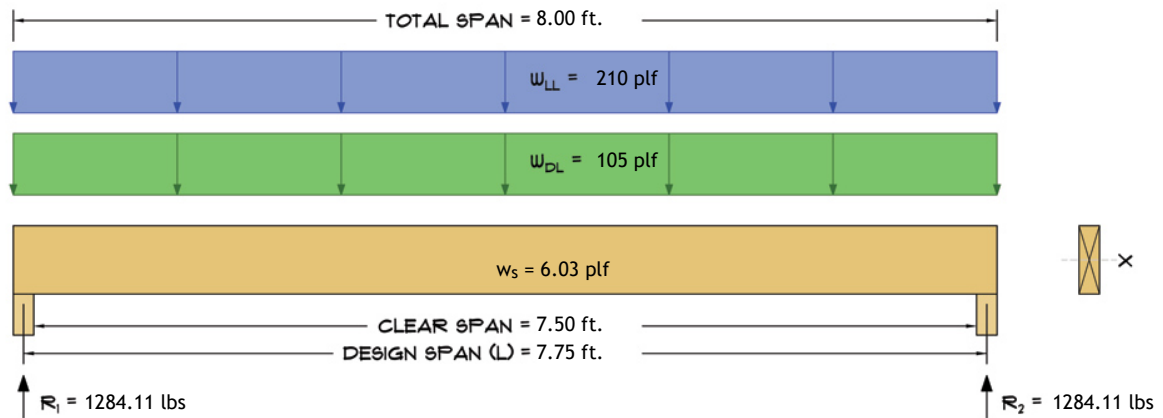 TOTAL SPAN = 8.00 ft.
WLL = 210 plf
WDL = 105 plf
ws = 6.03 plf
X
CLEAR SPAN = 7.50 ft.
DESIGN SPAN (L) = 7.75 ft.
R1 = 1284.11 lbs
R2 = 1284.11 lbs